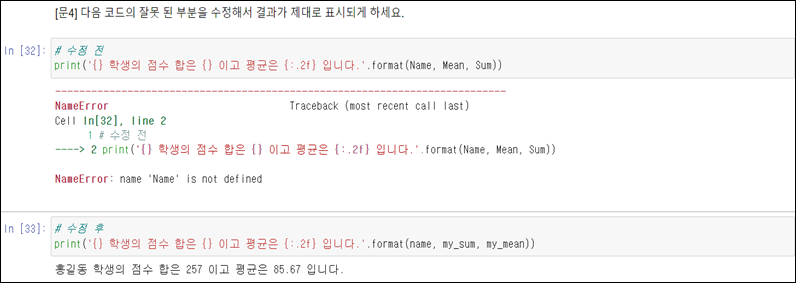 [문4] 다음 코드의 잘못 된 부분을 수정해서 결과가 제대로 표시되게 하세요.
In [32]: # 수정 전
print('{} 학생의 점수 합은 {} 이고 평균은 {:.2f} 입니다.'.format(Name, Mean, Sum))
---------------------------------------------------------------------------
NameError Traceback (most recent call last)
Cell In[32], line 2
1 # 수정 전
----> 2 print('{} 학생의 점수 합은 {} 이고 평균은 {:.2f} 입니다.'.format(Name, Mean, Sum))
NameError: name 'Name' is not defined
In [33]: # 수정 후
print('{} 학생의 점수 합은 {} 이고 평균은 {:.2f} 입니다.'.format(name, my_sum, my_mean))
홍길동 학생의 점수 합은 257 이고 평균은 85.67 입니다.